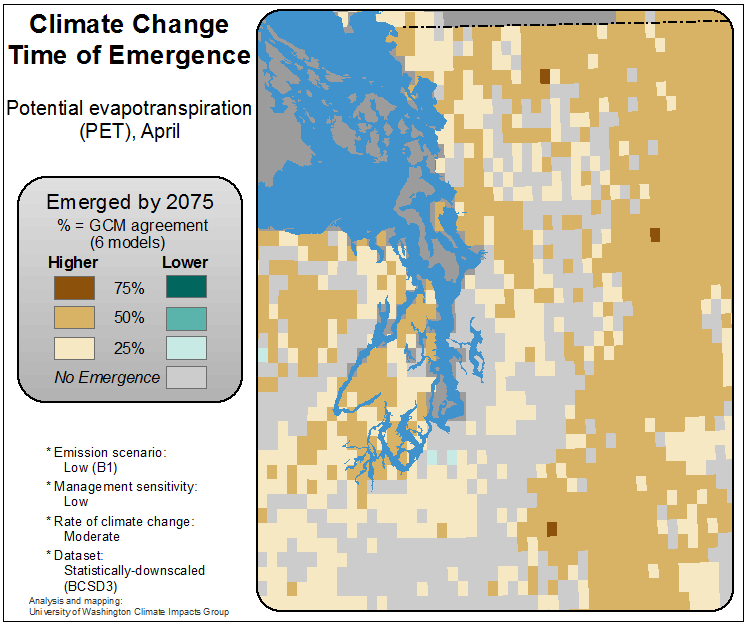 Climate Change
Time of Emergence
Potential evapotranspiration
(PET), April
Emerged by 2075
% = GCM agreement
(6 models)
Higher Lower
75%
50%
25%
No Emergence
* Emission scenario:
Low (B1)
* Management sensitivity:
Low
* Rate of climate change:
Moderate
* Dataset:
Statistically-downscaled
(BCSD3)
Analysis and mapping:
University of Washington Climate Impacts Group